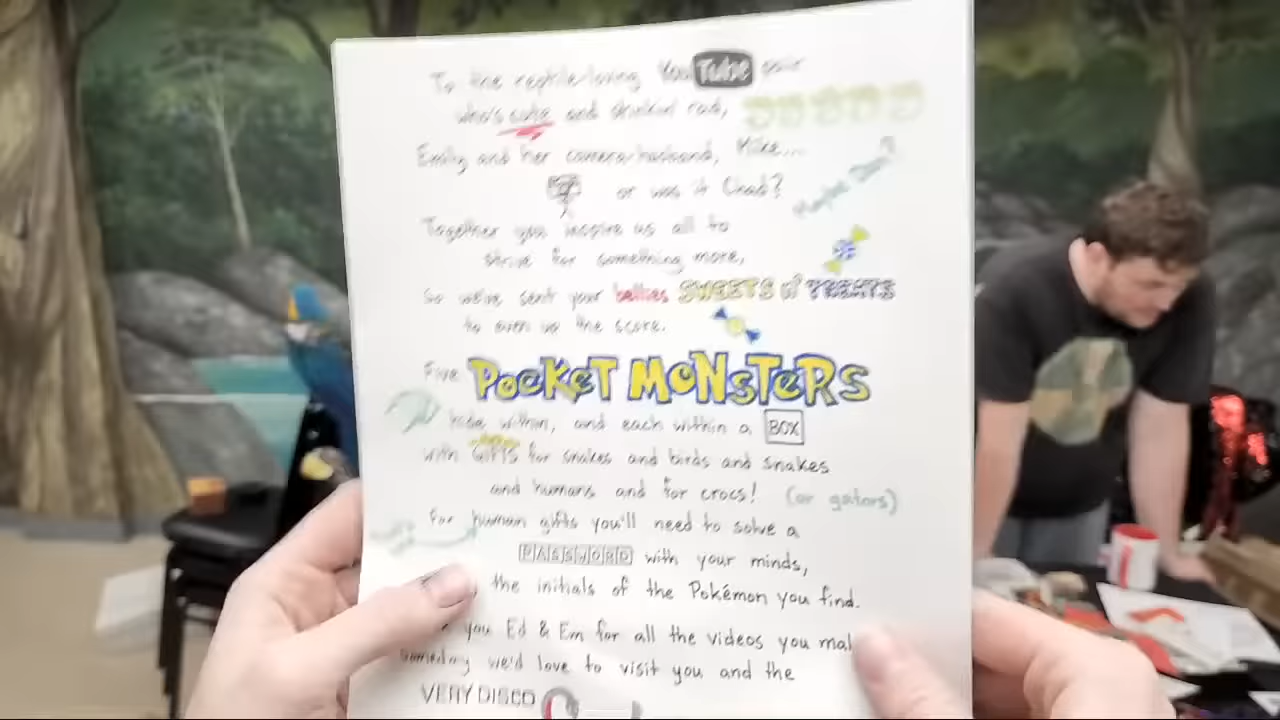 To the reptile-loving YouTube pair
who's cute and drinkin' rad,
Emily and her camera-husband, Mike...
or was it Chad?
Maybe Dan?
Together you inspire us all to
strive for something more,
So we've sent your bellies SWEETS n' TREATS
to even up the score.
Five POCKET MONSTERS
hide within, and each within a BOX
with GIFTS for snakes and birds and snakes
and humans and for crocs! (or gators)
For human gifts you'll need to solve a
PASSWORD with your minds,
the initials of the Pokémon you find.
you Ed & Em for all the videos you mak
someday we'd love to visit you and the
VERY DISCO